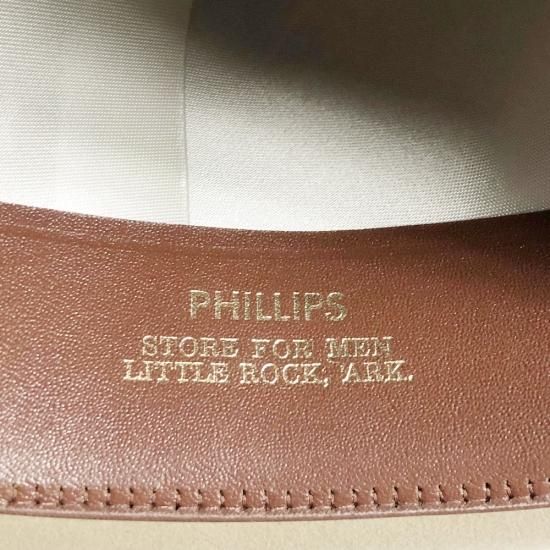 PHILLIPS
STORE FOR MEN
LITTLE ROCK, ARK.